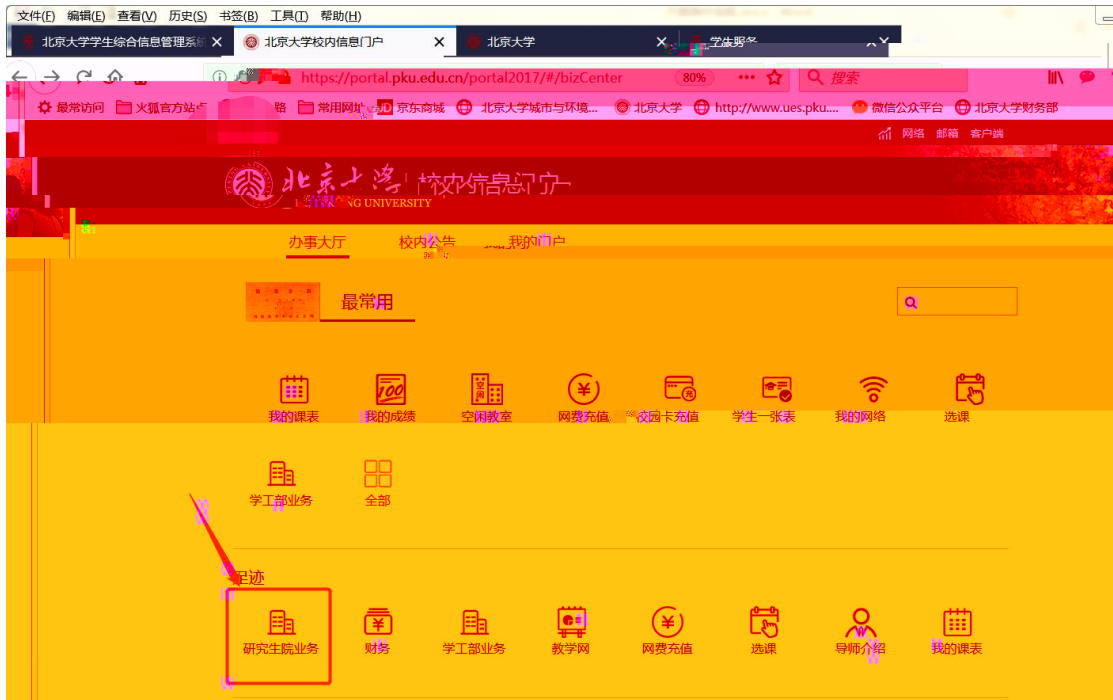 文件(F) 编辑(E) 查看(V) 历史(S) 书签(B) 工具(T) 帮助(H)
北京大学学生综合信息管理系统 北京大学校内信息门户 北京大学
https://portal.pku.edu.cn/portal2017/#/bizCenter 80% 搜索
最常访问 火狐官方站点 常用网址 京东商城 北京大学城市与环境... 北京大学 http://www.ues.pku.... 微信公众平台 北京大学财务部
网络 邮箱 客户端
北京大学 校内信息门户
UNIVERSITY
办事大厅 校内公告 我的门户
最常用
我的课表 我的成绩 空闲教室 网费充值 校园卡充值 学生一张表 我的网络 选课
学工部业务 全部
足迹
研究生院业务 财务 学工部业务 教学网 网费充值 选课 导师介绍 我的课表